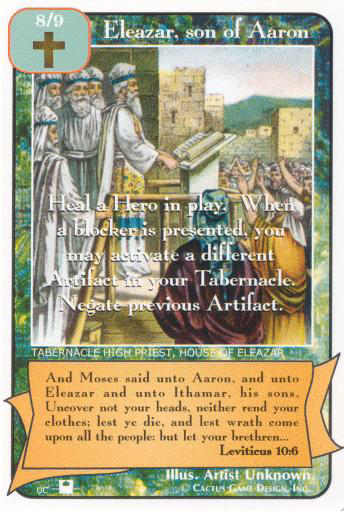 8/9
Eleazar, son of Aaron
Heal a Hero in play. When
a blocker is presented, you
may activate a different
Artifact in your Tabernacle.
Negate previous Artifact.
TABERNACLE HIGH PRIEST, HOUSE OF ELEAZAR
And Moses said unto Aaron, and unto
Eleazar and unto Ithamar, his sons,
Uncover not your heads, neither rend your
clothes; lest ye die, and lest wrath come
upon all the people: but let your brethren...
Leviticus 10:6
Illus. Artist Unknown.
UC
© Cactus Game Design, Inc.